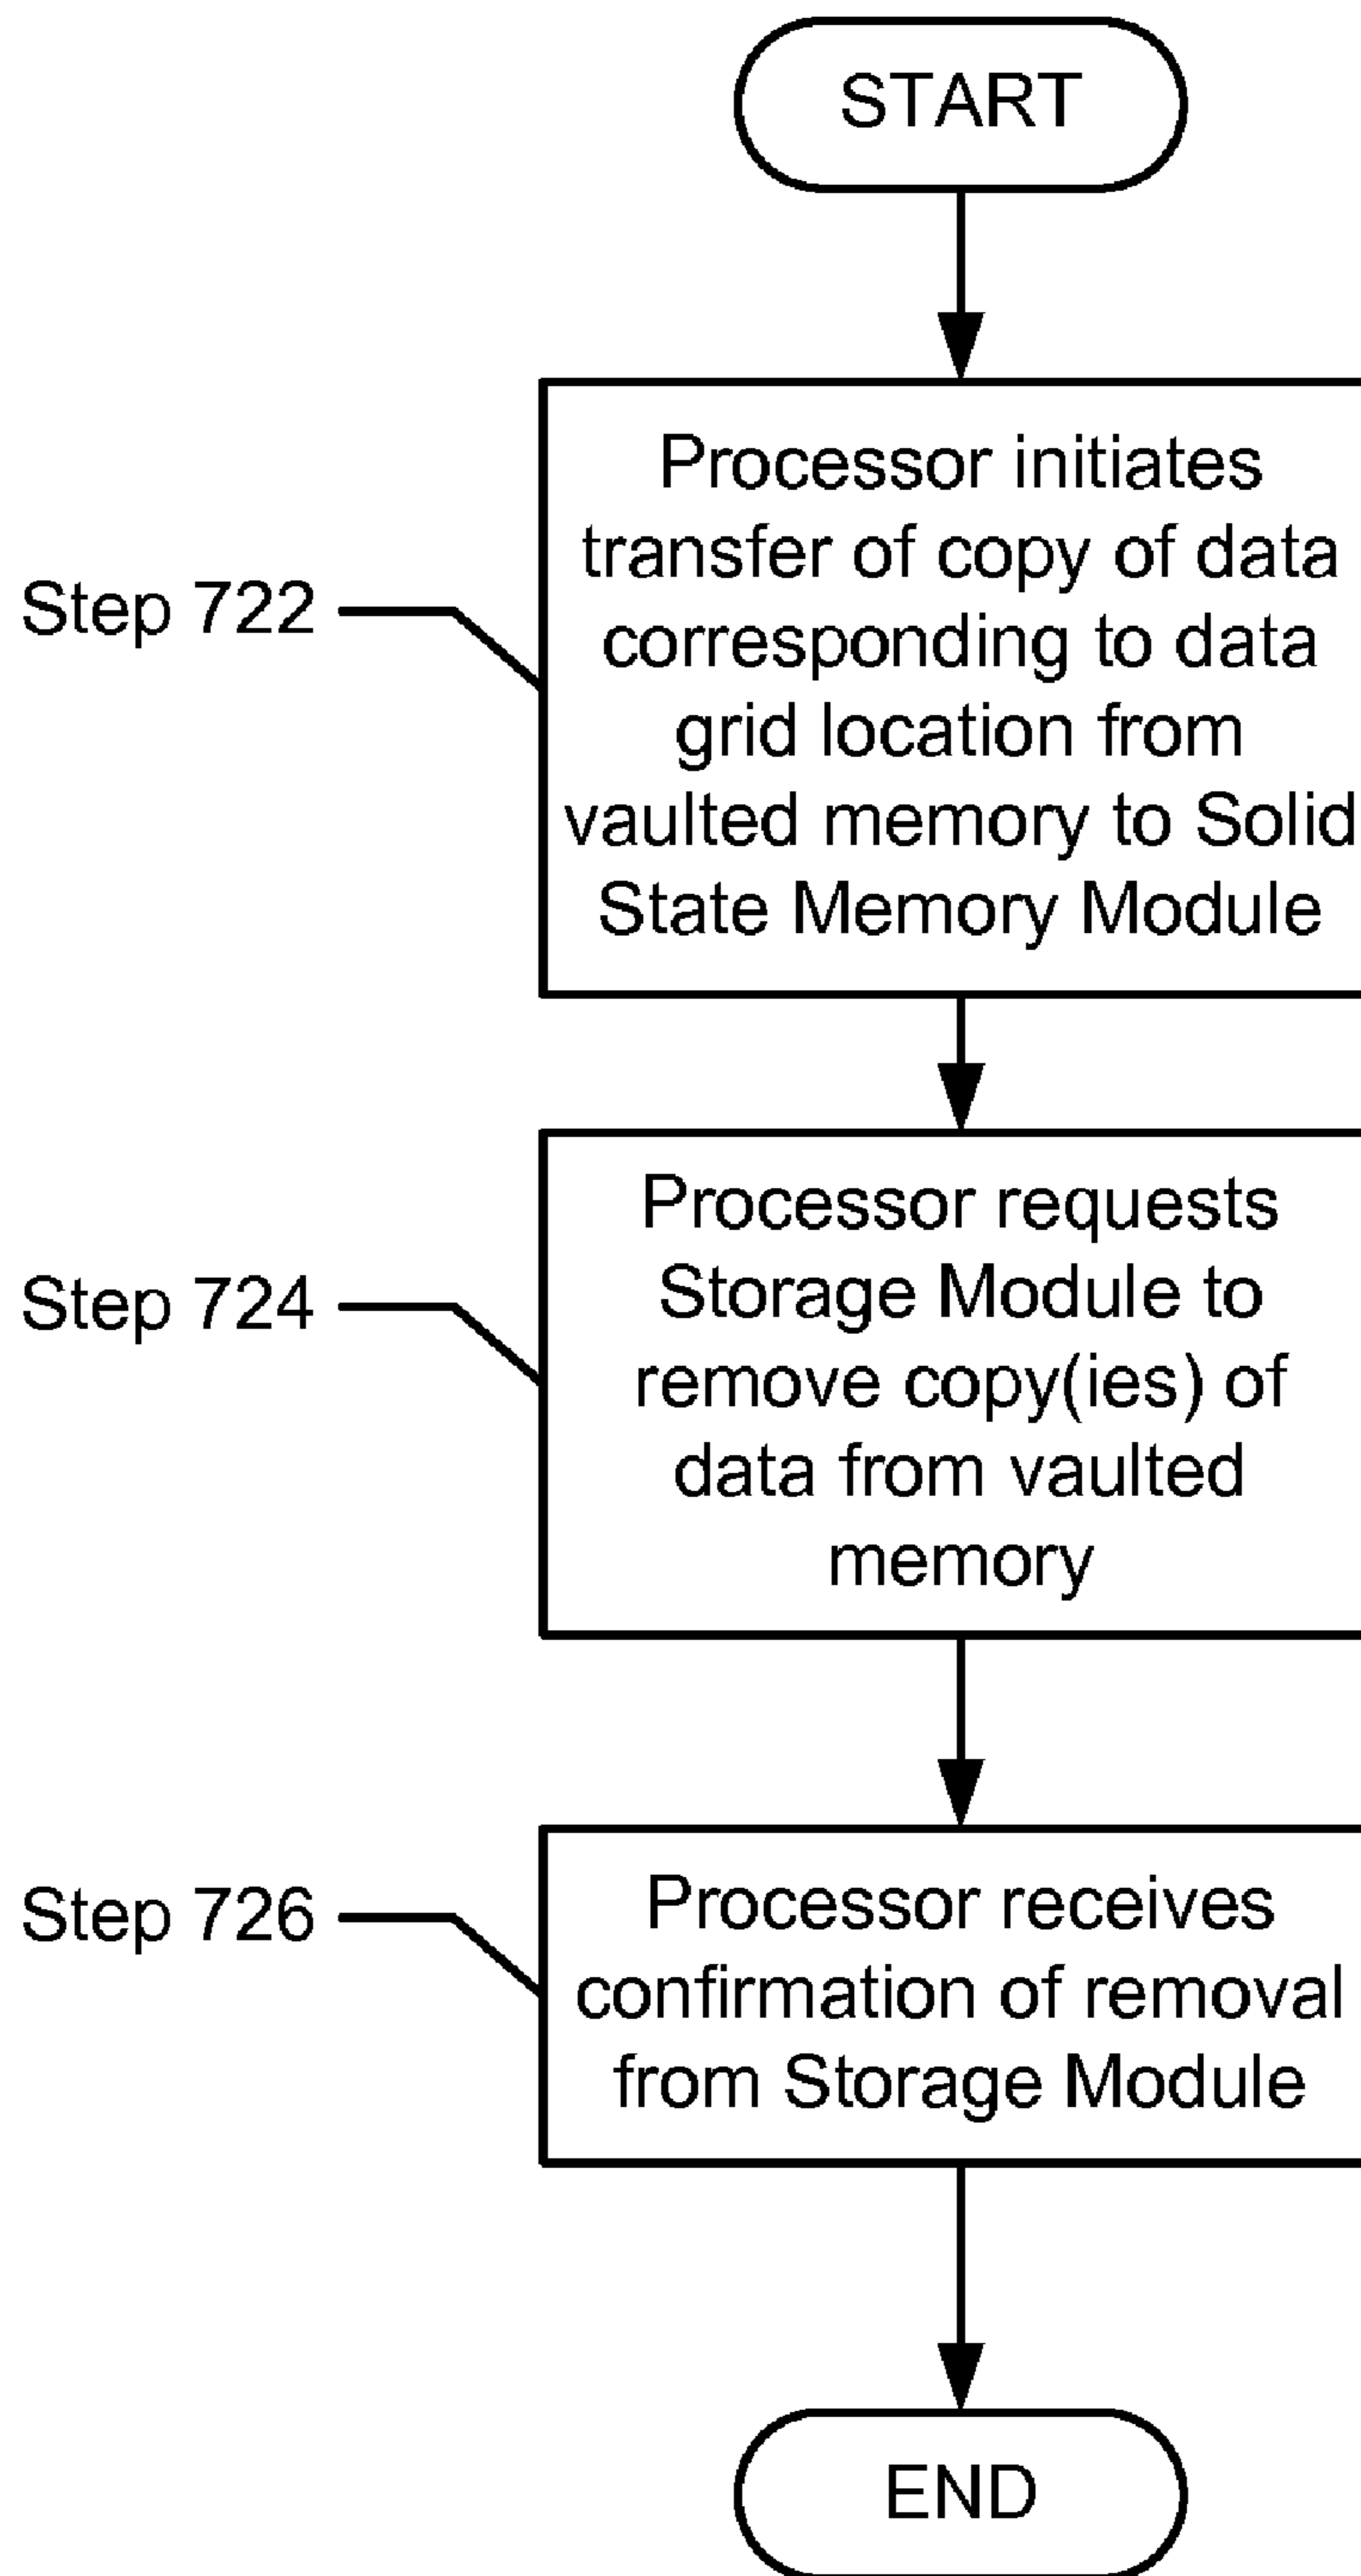 START
Processor initiates
transfer of copy of data
corresponding to data
Step 722
grid location from
vaulted memory to Solid
State Memory Module
Processor requests
Storage Module to
Step 724
remove copy(ies) of
data from vaulted
memory
Processor receives
Step 726
confirmation of removal
from Storage Module
END